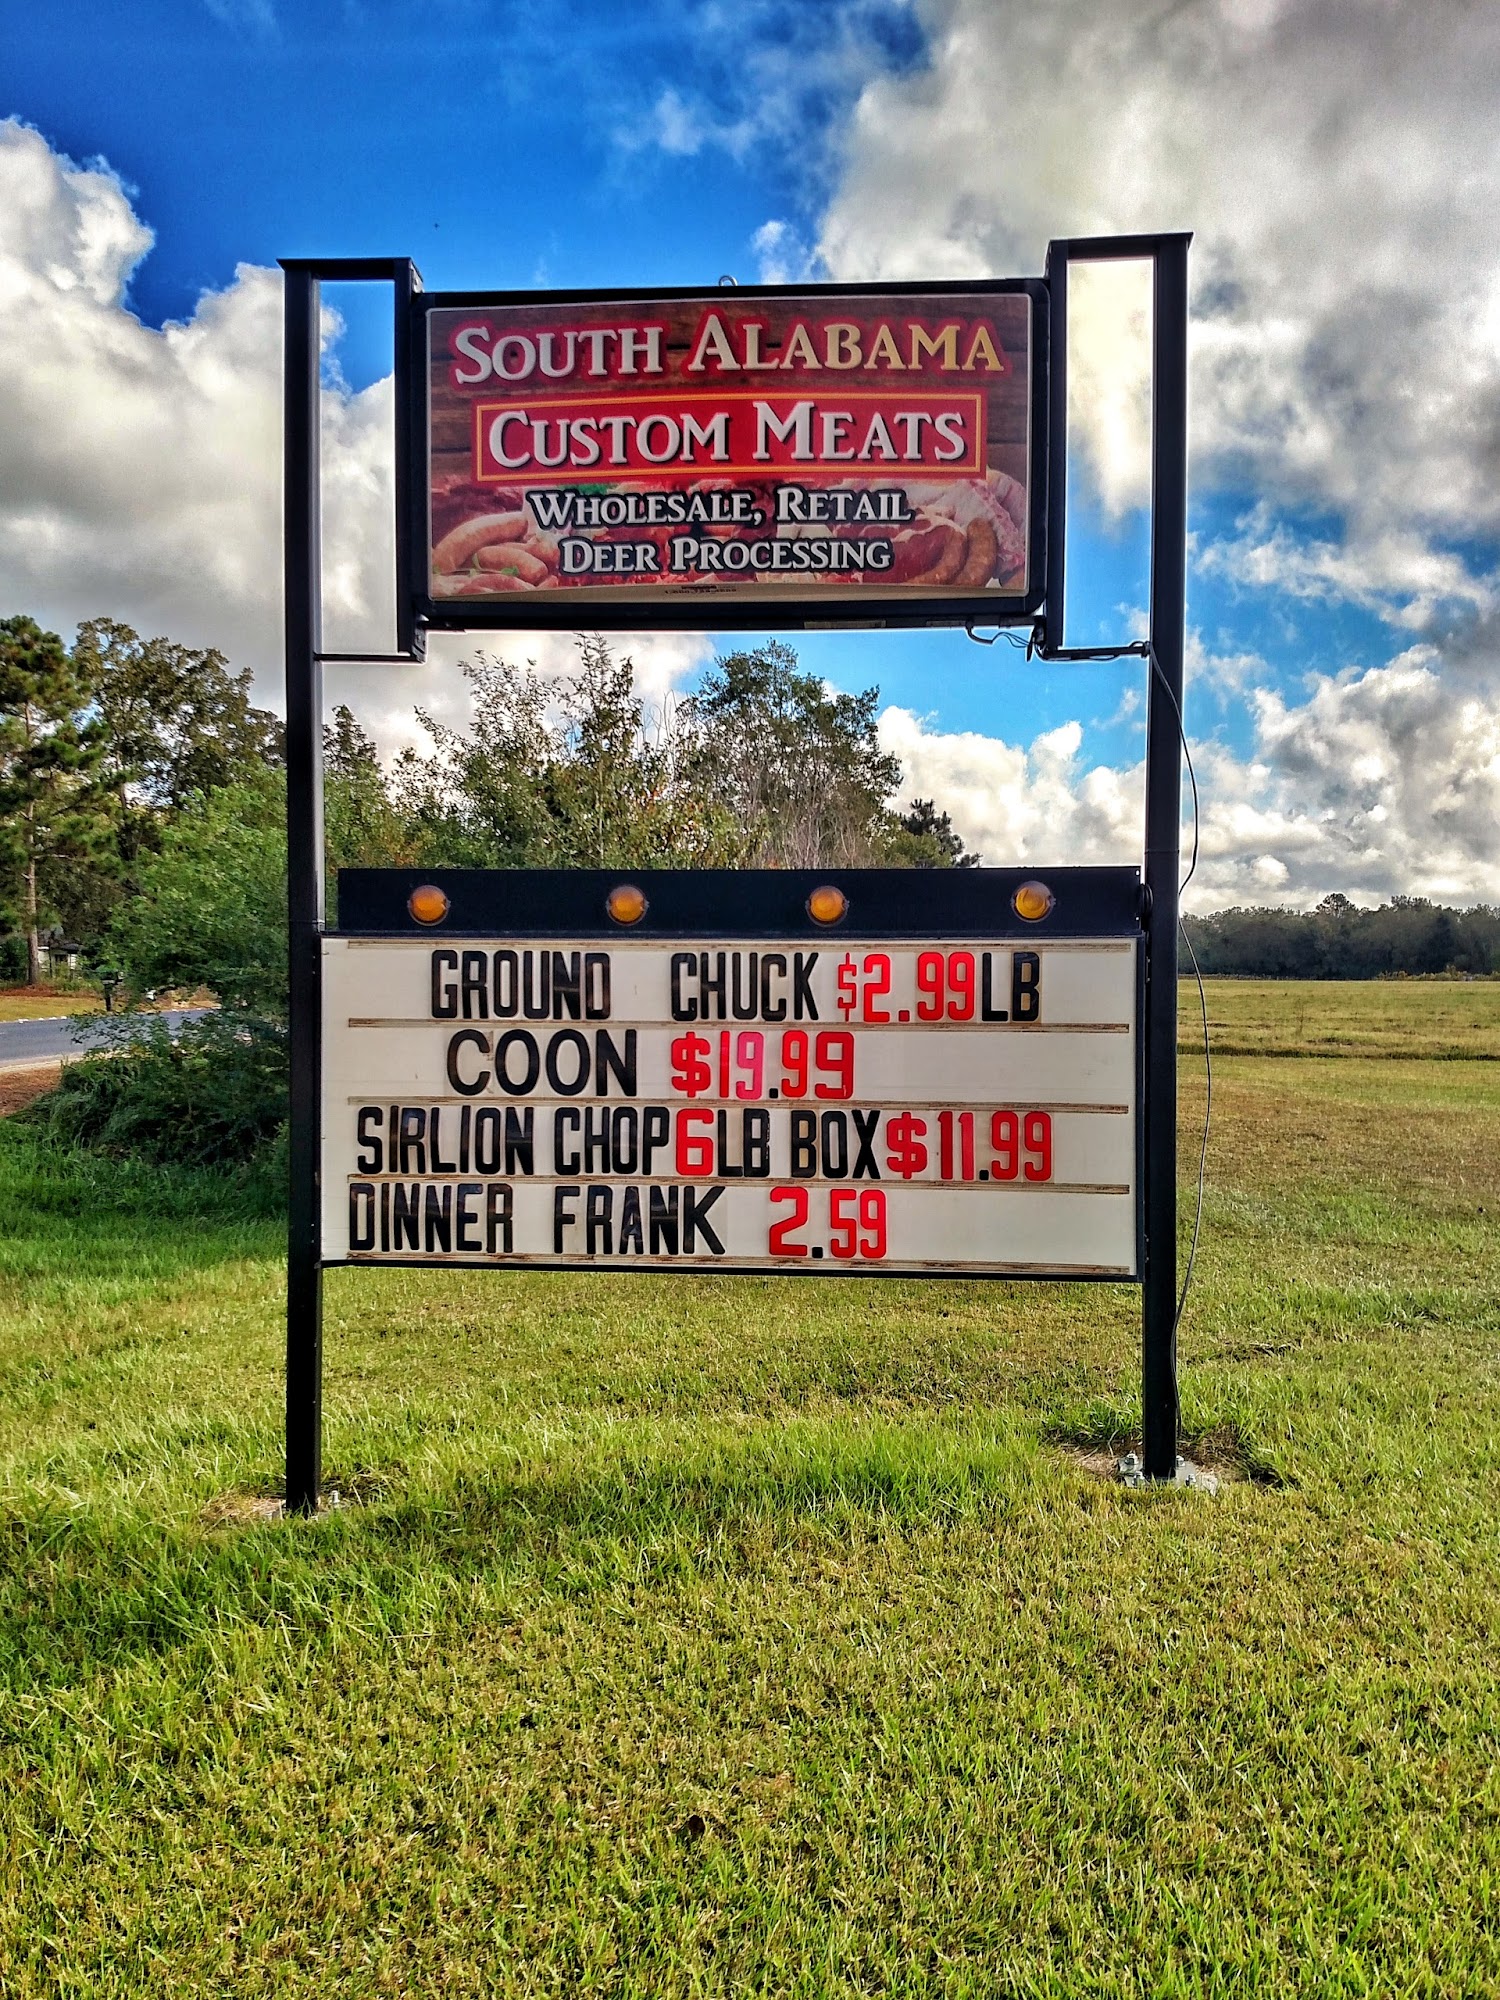 South Alabama
Custom Meats
Wholesale, Retail
Deer Processing
GROUND CHUCK $2.99LB
COON $19.99
SIRLION CHOP 6LB BOX $11.99
DINNER FRANK 2.59